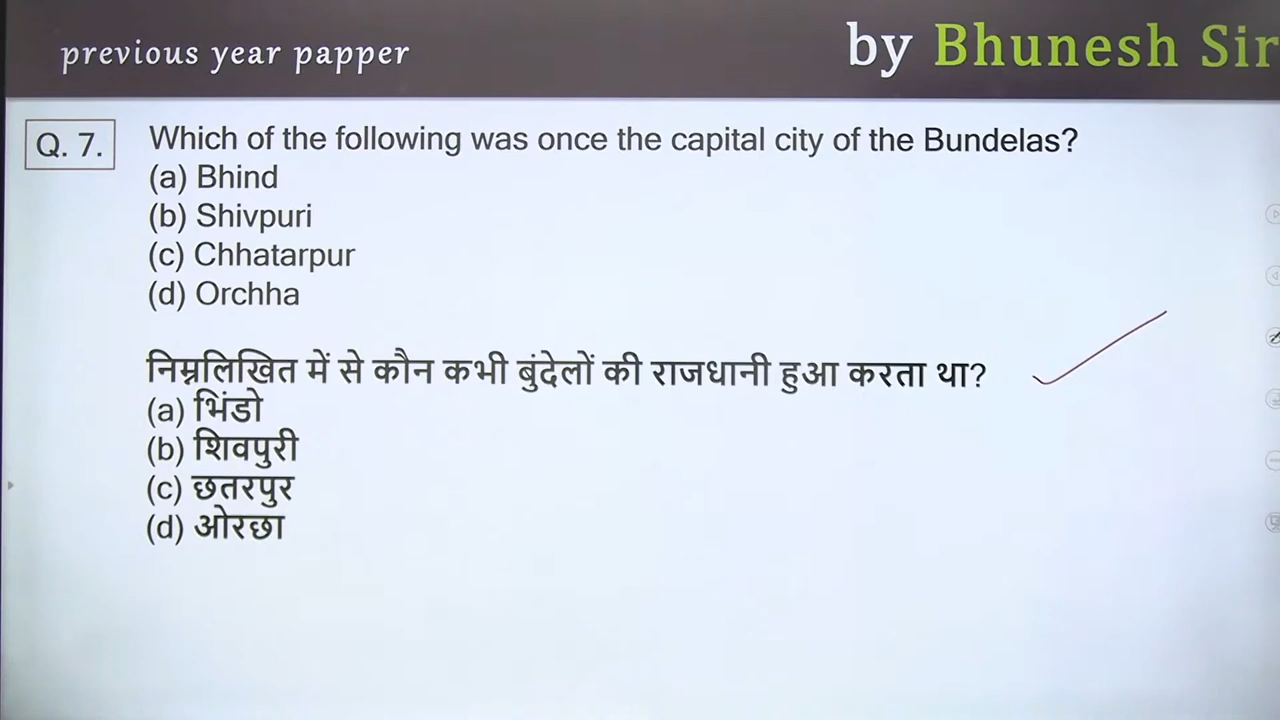 previous year papper
by Bhunesh Sir
Q. 7.
Which of the following was once the capital city of the Bundelas?
(a) Bhind
(b) Shivpuri
(c) Chhatarpur
(d) Orchha
निम्नलिखित में से कौन कभी बुंदेलों की राजधानी हुआ करता था?
(a) भिंडो
(b) शिवपुरी
(c) छतरपुर
(d) ओरछा